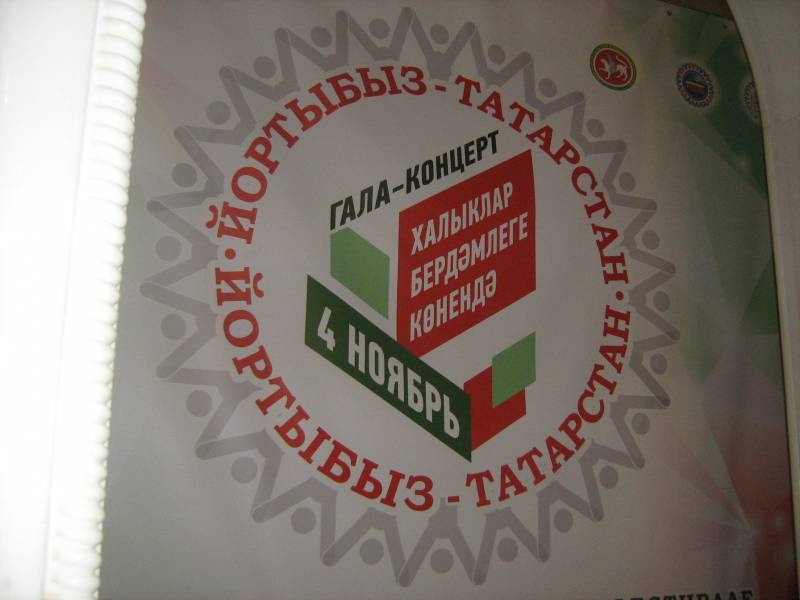 ЙОРТЫБЫЗ - ТАТАРСТАН
ГАЛА-КОНЦЕРТ
ХАЛЫКЛАР
БЕРДӘМЛЕГЕ
КӨНЕНДӘ
4 НОЯБРЬ
ЙОРТЫБЫЗ - ТАТАРСТАН